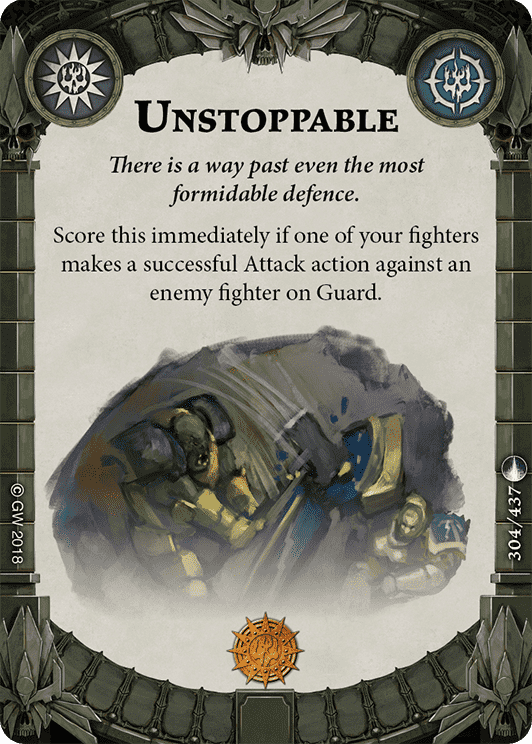 UNSTOPPABLE
There is a way past even the most
formidable defence.
Score this immediately if one of your fighters
makes a successful Attack action against an
enemy fighter on Guard.
© GW 2018
304/437